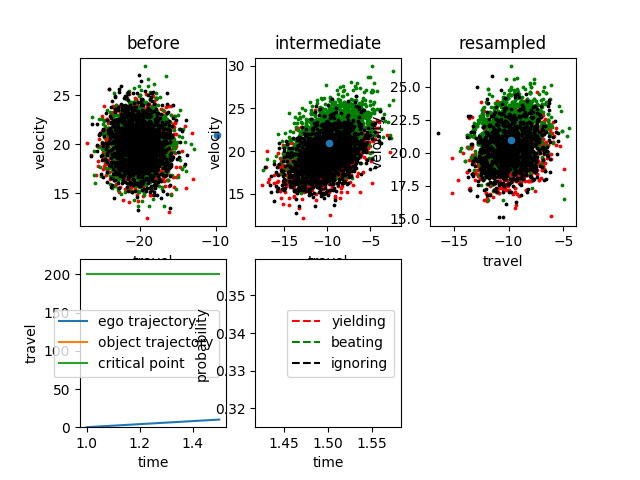 before
intermediate
resampled
velocity
25
20
15
−20
−10
travel
velocity
30
25
20
15
−15
−10
−5
travel
velocity
25.0
22.5
20.0
17.5
15.0
−15
−10
−5
travel
travel
200
150
100
50
0
1.0
1.2
1.4
time
ego trajectory
object trajectory
critical point
probability
0.35
0.34
0.33
0.32
1.45
1.50
1.55
time
yielding
beating
ignoring